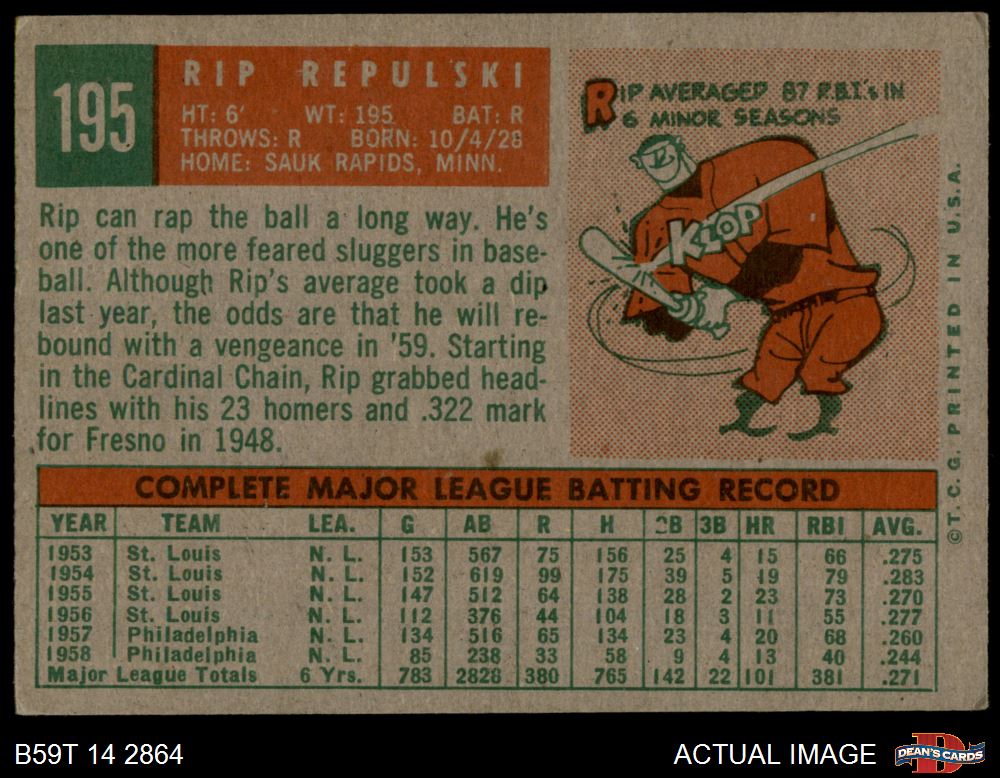 195
RIP REPULSKI
HT: 6' WT: 195 BAT: R
THROWS: R BORN: 10/4/28
HOME: SAUK RAPIDS, MINN.
RIP AVERAGED 87 R.B.I.'s IN
6 MINOR SEASONS
KLOP
Rip can rap the ball a long way. He's
one of the more feared sluggers in base-
ball. Although Rip's average took a dip
last year, the odds are that he will re-
bound with a vengeance in '59. Starting
in the Cardinal Chain, Rip grabbed head-
lines with his 23 homers and .322 mark
for Fresno in 1948.
©T. C. G. PRINTED IN U.S.A.
COMPLETE MAJOR LEAGUE BATTING RECORD
YEAR TEAM LEA. G AB R H 2B 3B HR RBI AVG.
1953 St. Louis N. L. 153 567 75 156 25 4 15 66 .275
1954 St. Louis N. L. 152 619 99 175 39 5 19 79 .283
1955 St. Louis N. L. 147 512 64 138 28 2 23 73 .270
1956 St. Louis N. L. 112 376 44 104 18 3 11 55 .277
1957 Philadelphia N. L. 134 516 65 134 23 4 20 68 .260
1958 Philadelphia N. L. 85 238 33 58 9 4 13 40 .244
Major League Totals 6 Yrs. 783 2828 380 765 142 22 101 381 .271
B59T 14 2864
ACTUAL IMAGE
DEAN'S CARDS